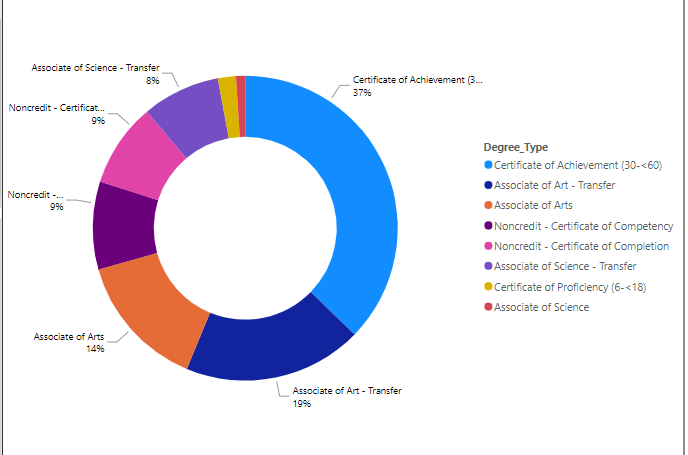 Associate of Science - Transfer
8%
Certificate of Achievement (3...
37%
Noncredit - Certificat...
9%
Noncredit -...
9%
Associate of Arts
14%
Associate of Art - Transfer
19%
Degree_Type
Certificate of Achievement (30-<60)
Associate of Art - Transfer
Associate of Arts
Noncredit - Certificate of Competency
Noncredit - Certificate of Completion
Associate of Science - Transfer
Certificate of Proficiency (6-<18)
Associate of Science